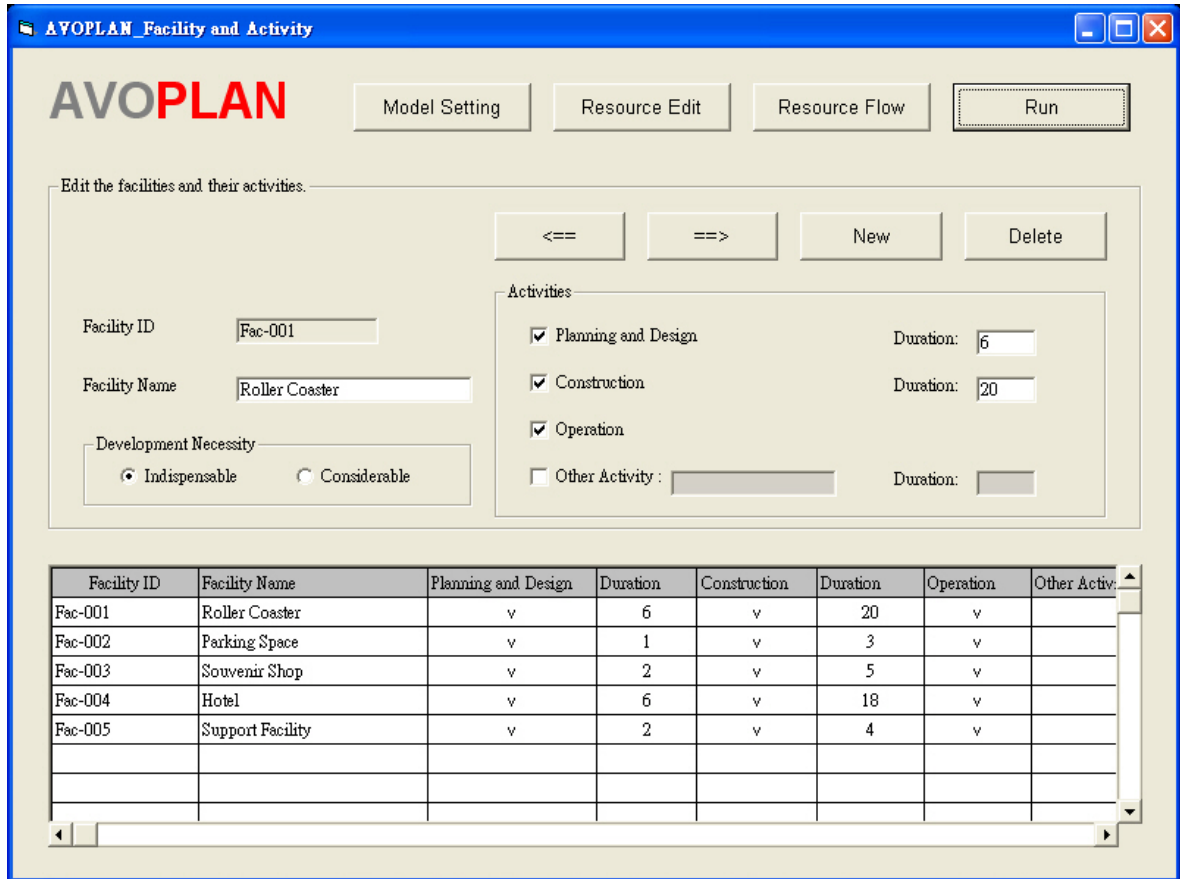 AVOPLAN_Facility and Activity
AVOPLAN
Model Setting Resource Edit Resource Flow Run
Edit the facilities and their activities.
<== ==> New Delete
Activities
Facility ID Fac-001 Planning and Design Duration: 6
Facility Name Roller Coaster Construction Duration: 20
Operation
Development Necessity
Indispensable Considerable Other Activity : Duration:
Facility ID Facility Name Planning and Design Duration Construction Duration Operation Other Activ
Fac-001 Roller Coaster v 6 v 20 v
Fac-002 Parking Space v 1 v 3 v
Fac-003 Souvenir Shop v 2 v 5 v
Fac-004 Hotel v 6 v 18 v
Fac-005 Support Facility v 2 v 4 v